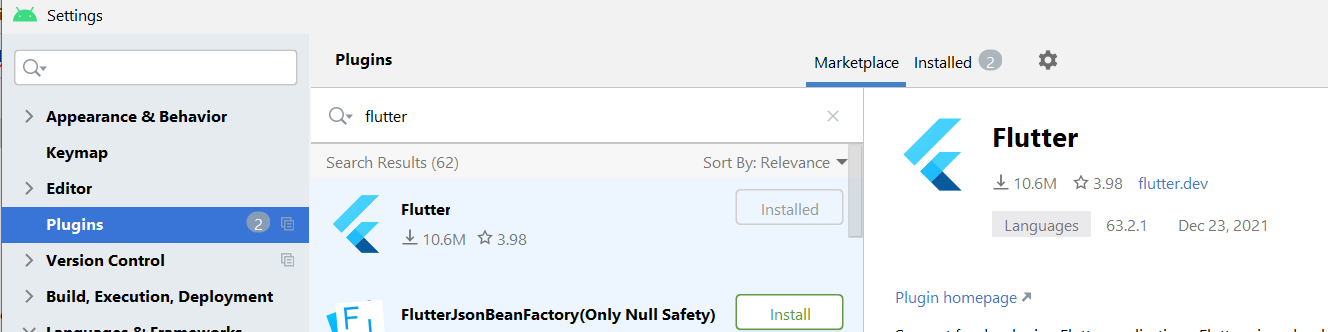 Settings
Plugins
Marketplace
Installed 2
flutter
Appearance & Behavior
Keymap
Editor
Plugins 2
Version Control
Build, Execution, Deployment
Languages & Frameworks
Search Results (62)
Sort By: Relevance
Flutter
Installed
10.6M 3.98
FlutterJsonBeanFactory(Only Null Safety)
Install
Flutter
10.6M 3.98 flutter.dev
Languages 63.2.1 Dec 23, 2021
Plugin homepage